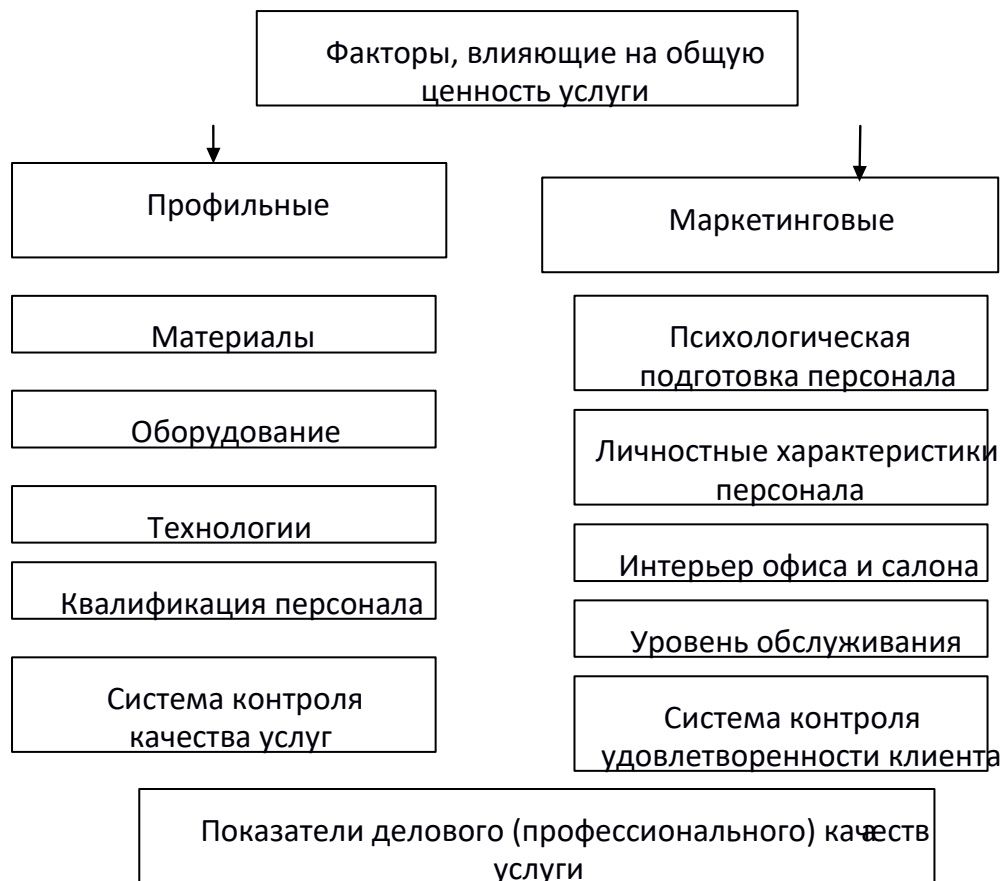 Факторы, влияющие на общую
ценность услуги
Профильные
Маркетинговые
Материалы
Оборудование
Технологии
Квалификация персонала
Система контроля
качества услуг
Психологическая
подготовка персонала
Личностные характеристики
персонала
Интерьер офиса и салона
Уровень обслуживания
Система контроля
удовлетворенности клиента
Показатели делового (профессионального) качества
услуги